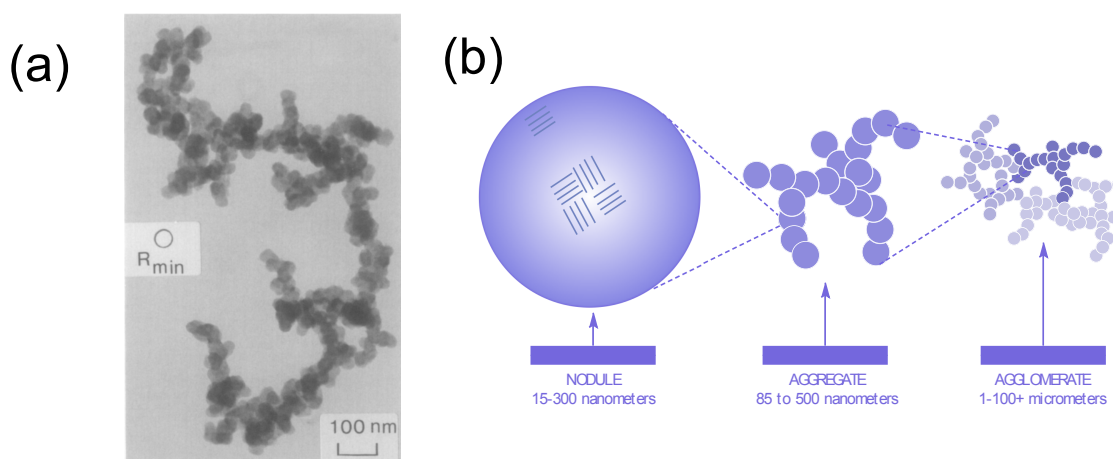 (a)
R min
100 nm
(b)
NODULE
15-300 nanometers
AGGREGATE
85 to 500 nanometers
AGGLOMERATE
1-100+ micrometers